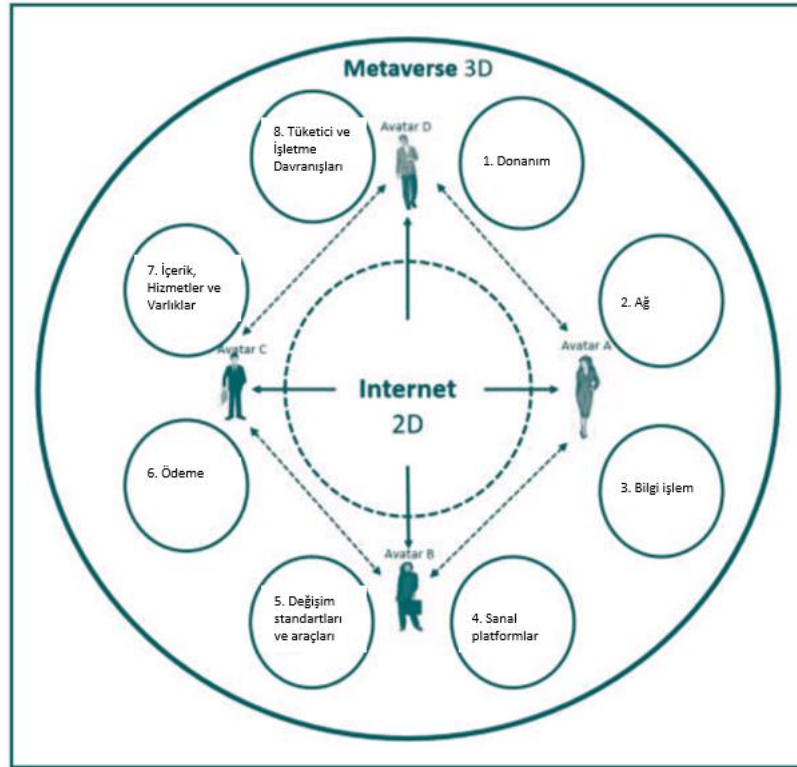 Metaverse 3D
Avatar D
8. Tüketici ve
İşletme
Davranışları
1. Donanım
7. İçerik,
Hizmetler ve
Varlıklar
2. Ağ
Avatar C
Avatar A
Internet
2D
6. Ödeme
3. Bilgi işlem
Avatar B
5. Değişim
standartları
ve araçları
4. Sanal
platformlar